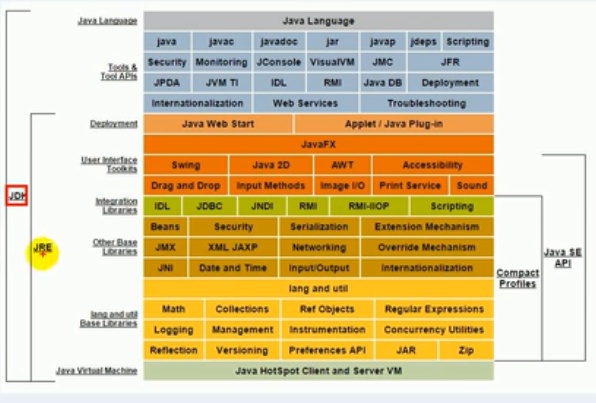 Java Language Java Language
java javac javadoc jar javap jdeps Scripting
Tools & Tool APIs
Security Monitoring JConsole VisualVM JMC JFR
JPDA JVM TI IDL RMI Java DB Deployment
Internationalization Web Services Troubleshooting
Deployment Java Web Start Applet / Java Plug-in
JavaFX
User Interface Toolkits
Swing Java 2D AWT Accessibility
Drag and Drop Input Methods Image I/O Print Service Sound
Integration Libraries
IDL JDBC JNDI RMI RMI-IIOP Scripting
Beans Security Serialization Extension Mechanism
Other Base Libraries
JMX XML JAXP Networking Override Mechanism
JNI Date and Time Input/Output Internationalization
lang and util
lang and util Base Libraries
Math Collections Ref Objects Regular Expressions
Logging Management Instrumentation Concurrency Utilities
Reflection Versioning Preferences API JAR Zip
Java Virtual Machine Java HotSpot Client and Server VM
JDK
JRE
Compact Profiles
Java SE API